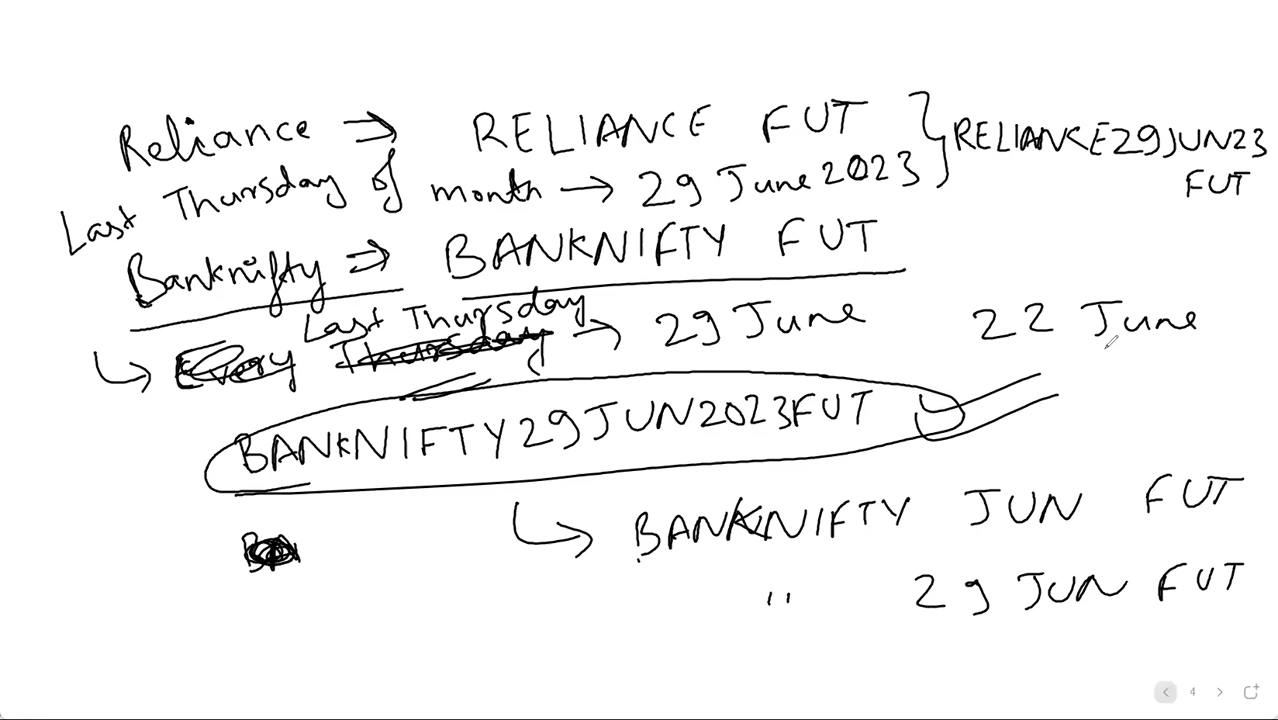 Reliance ⇒ RELIANCE FUT
Last Thursday of month → 29 June 2023
RELIANCE29JUN23
FUT
Banknifty ⇒ BANKNIFTY FUT
Last Thursday
Every Thursday → 29 June
22 June
BANKNIFTY29JUN2023FUT
BANKNIFTY JUN FUT
" 29 JUN FUT
4